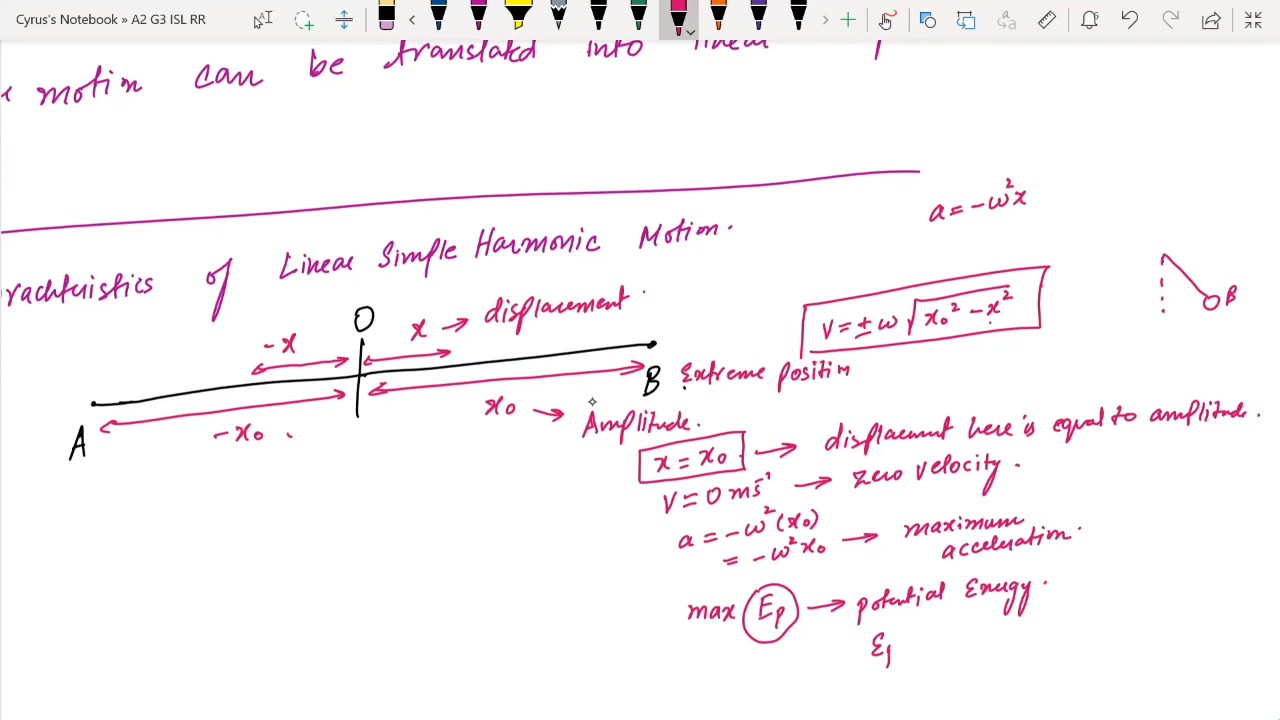 Cyrus's Notebook » A2 G3 ISL RR
motion can be translated into linear
a = -ω²x
rachteristics of Linear Simple Harmonic Motion.
O
-x
x → displacement.
V = ± ω √x₀² - x²
B
A
-x₀.
x₀ → Amplitude.
B Extreme position
x = x₀ → displacement here is equal to amplitude.
V = 0 ms⁻¹ → zero velocity.
a = -ω²(x₀)
= -ω²x₀ → maximum acceleration.
max Ep → potential Energy.